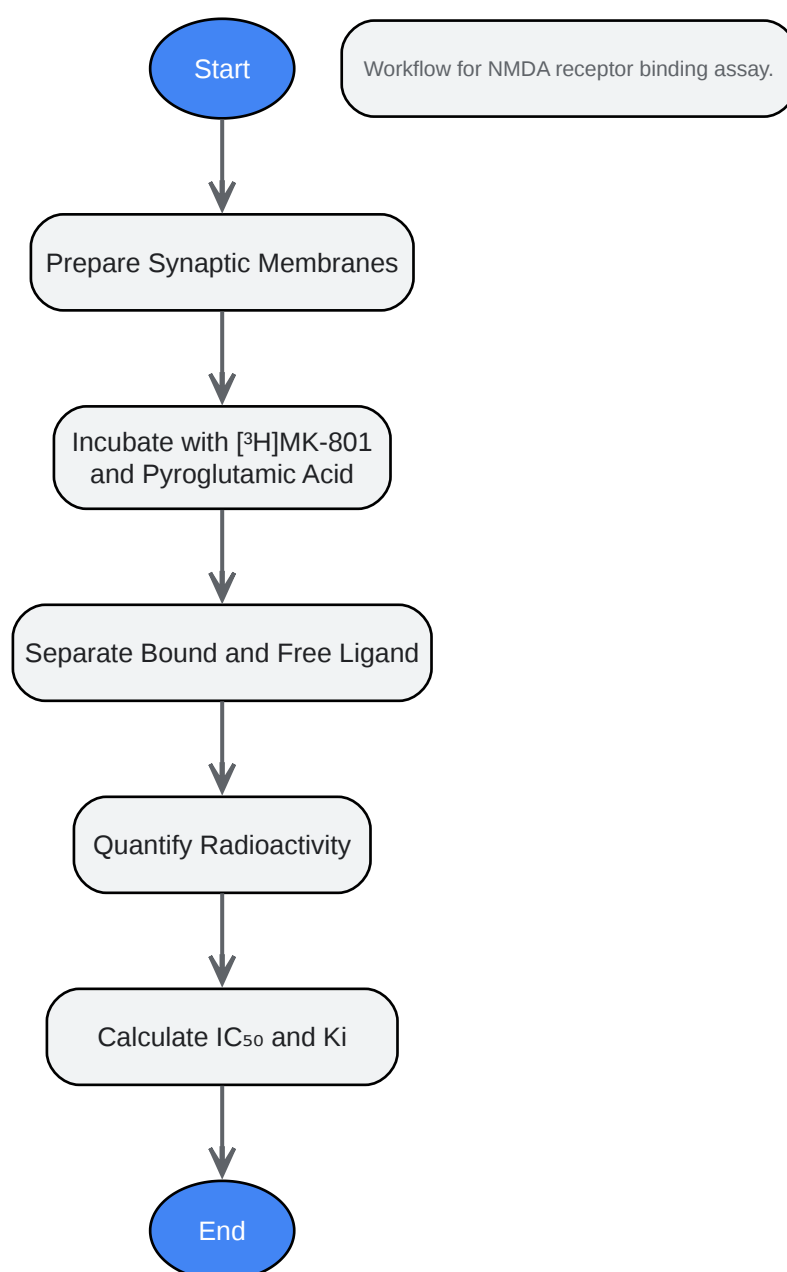 Start
Workflow for NMDA receptor binding assay.
Prepare Synaptic Membranes
Incubate with [³H]MK-801
and Pyroglutamic Acid
Separate Bound and Free Ligand
Quantify Radioactivity
Calculate IC₅₀ and Ki
End